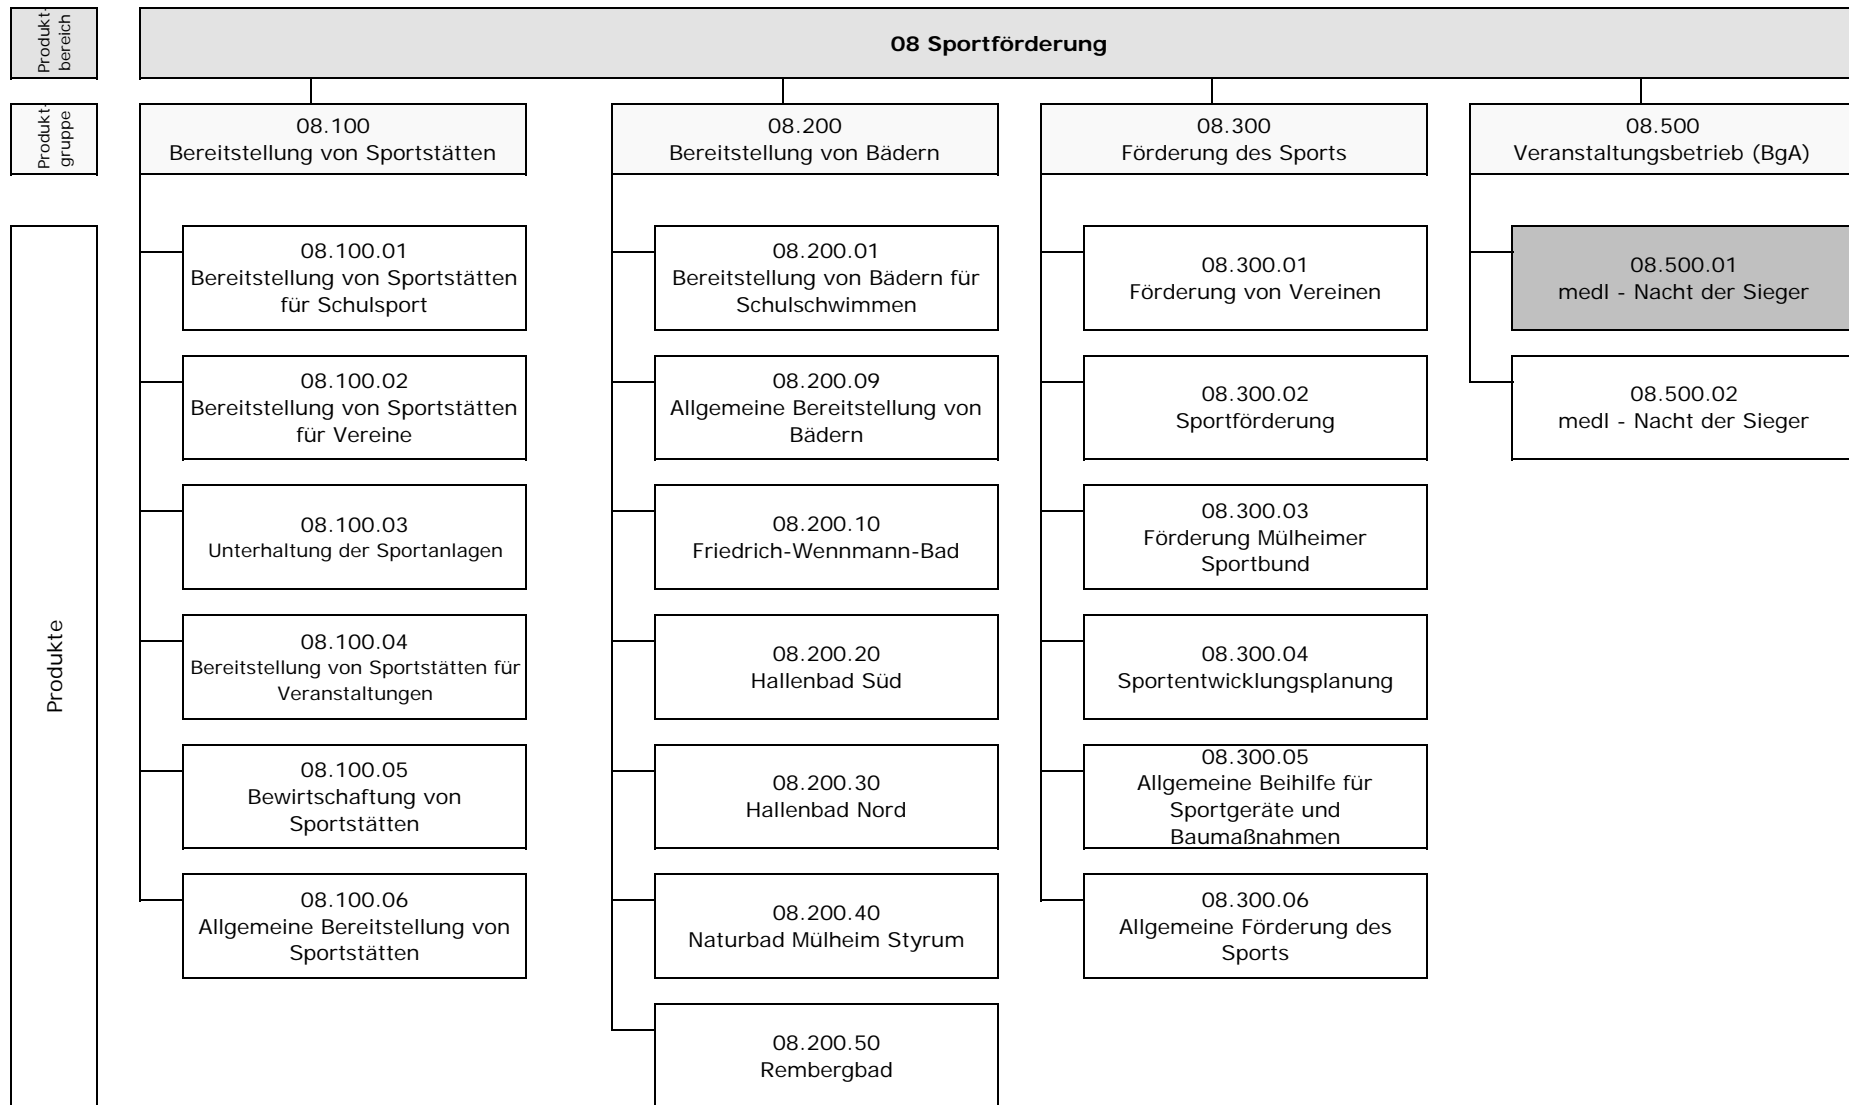 Produkt-
bereich
08 Sportförderung
Produkt-
gruppe
08.100
Bereitstellung von Sportstätten
08.200
Bereitstellung von Bädern
08.300
Förderung des Sports
08.500
Veranstaltungsbetrieb (BgA)
Produkte
08.100.01
Bereitstellung von Sportstätten
für Schulsport
08.100.02
Bereitstellung von Sportstätten
für Vereine
08.100.03
Unterhaltung der Sportanlagen
08.100.04
Bereitstellung von Sportstätten für
Veranstaltungen
08.100.05
Bewirtschaftung von
Sportstätten
08.100.06
Allgemeine Bereitstellung von
Sportstätten
08.200.01
Bereitstellung von Bädern für
Schulschwimmen
08.200.09
Allgemeine Bereitstellung von
Bädern
08.200.10
Friedrich-Wennmann-Bad
08.200.20
Hallenbad Süd
08.200.30
Hallenbad Nord
08.200.40
Naturbad Mülheim Styrum
08.200.50
Rembergbad
08.300.01
Förderung von Vereinen
08.300.02
Sportförderung
08.300.03
Förderung Mülheimer
Sportbund
08.300.04
Sportentwicklungsplanung
08.300.05
Allgemeine Beihilfe für
Sportgeräte und
Baumaßnahmen
08.300.06
Allgemeine Förderung des
Sports
08.500.01
medl - Nacht der Sieger
08.500.02
medl - Nacht der Sieger